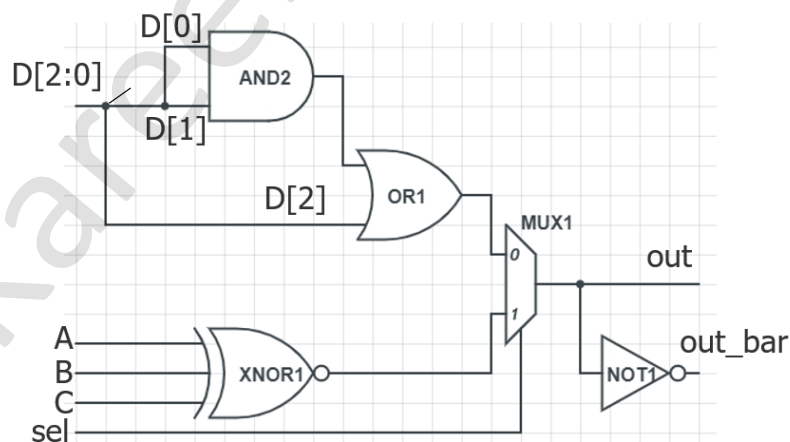 D[0]
D[2:0]
AND2
D[1]
D[2]
OR1
MUX1
0
out
1
A
B
C
XNOR1
out_bar
NOT1
sel